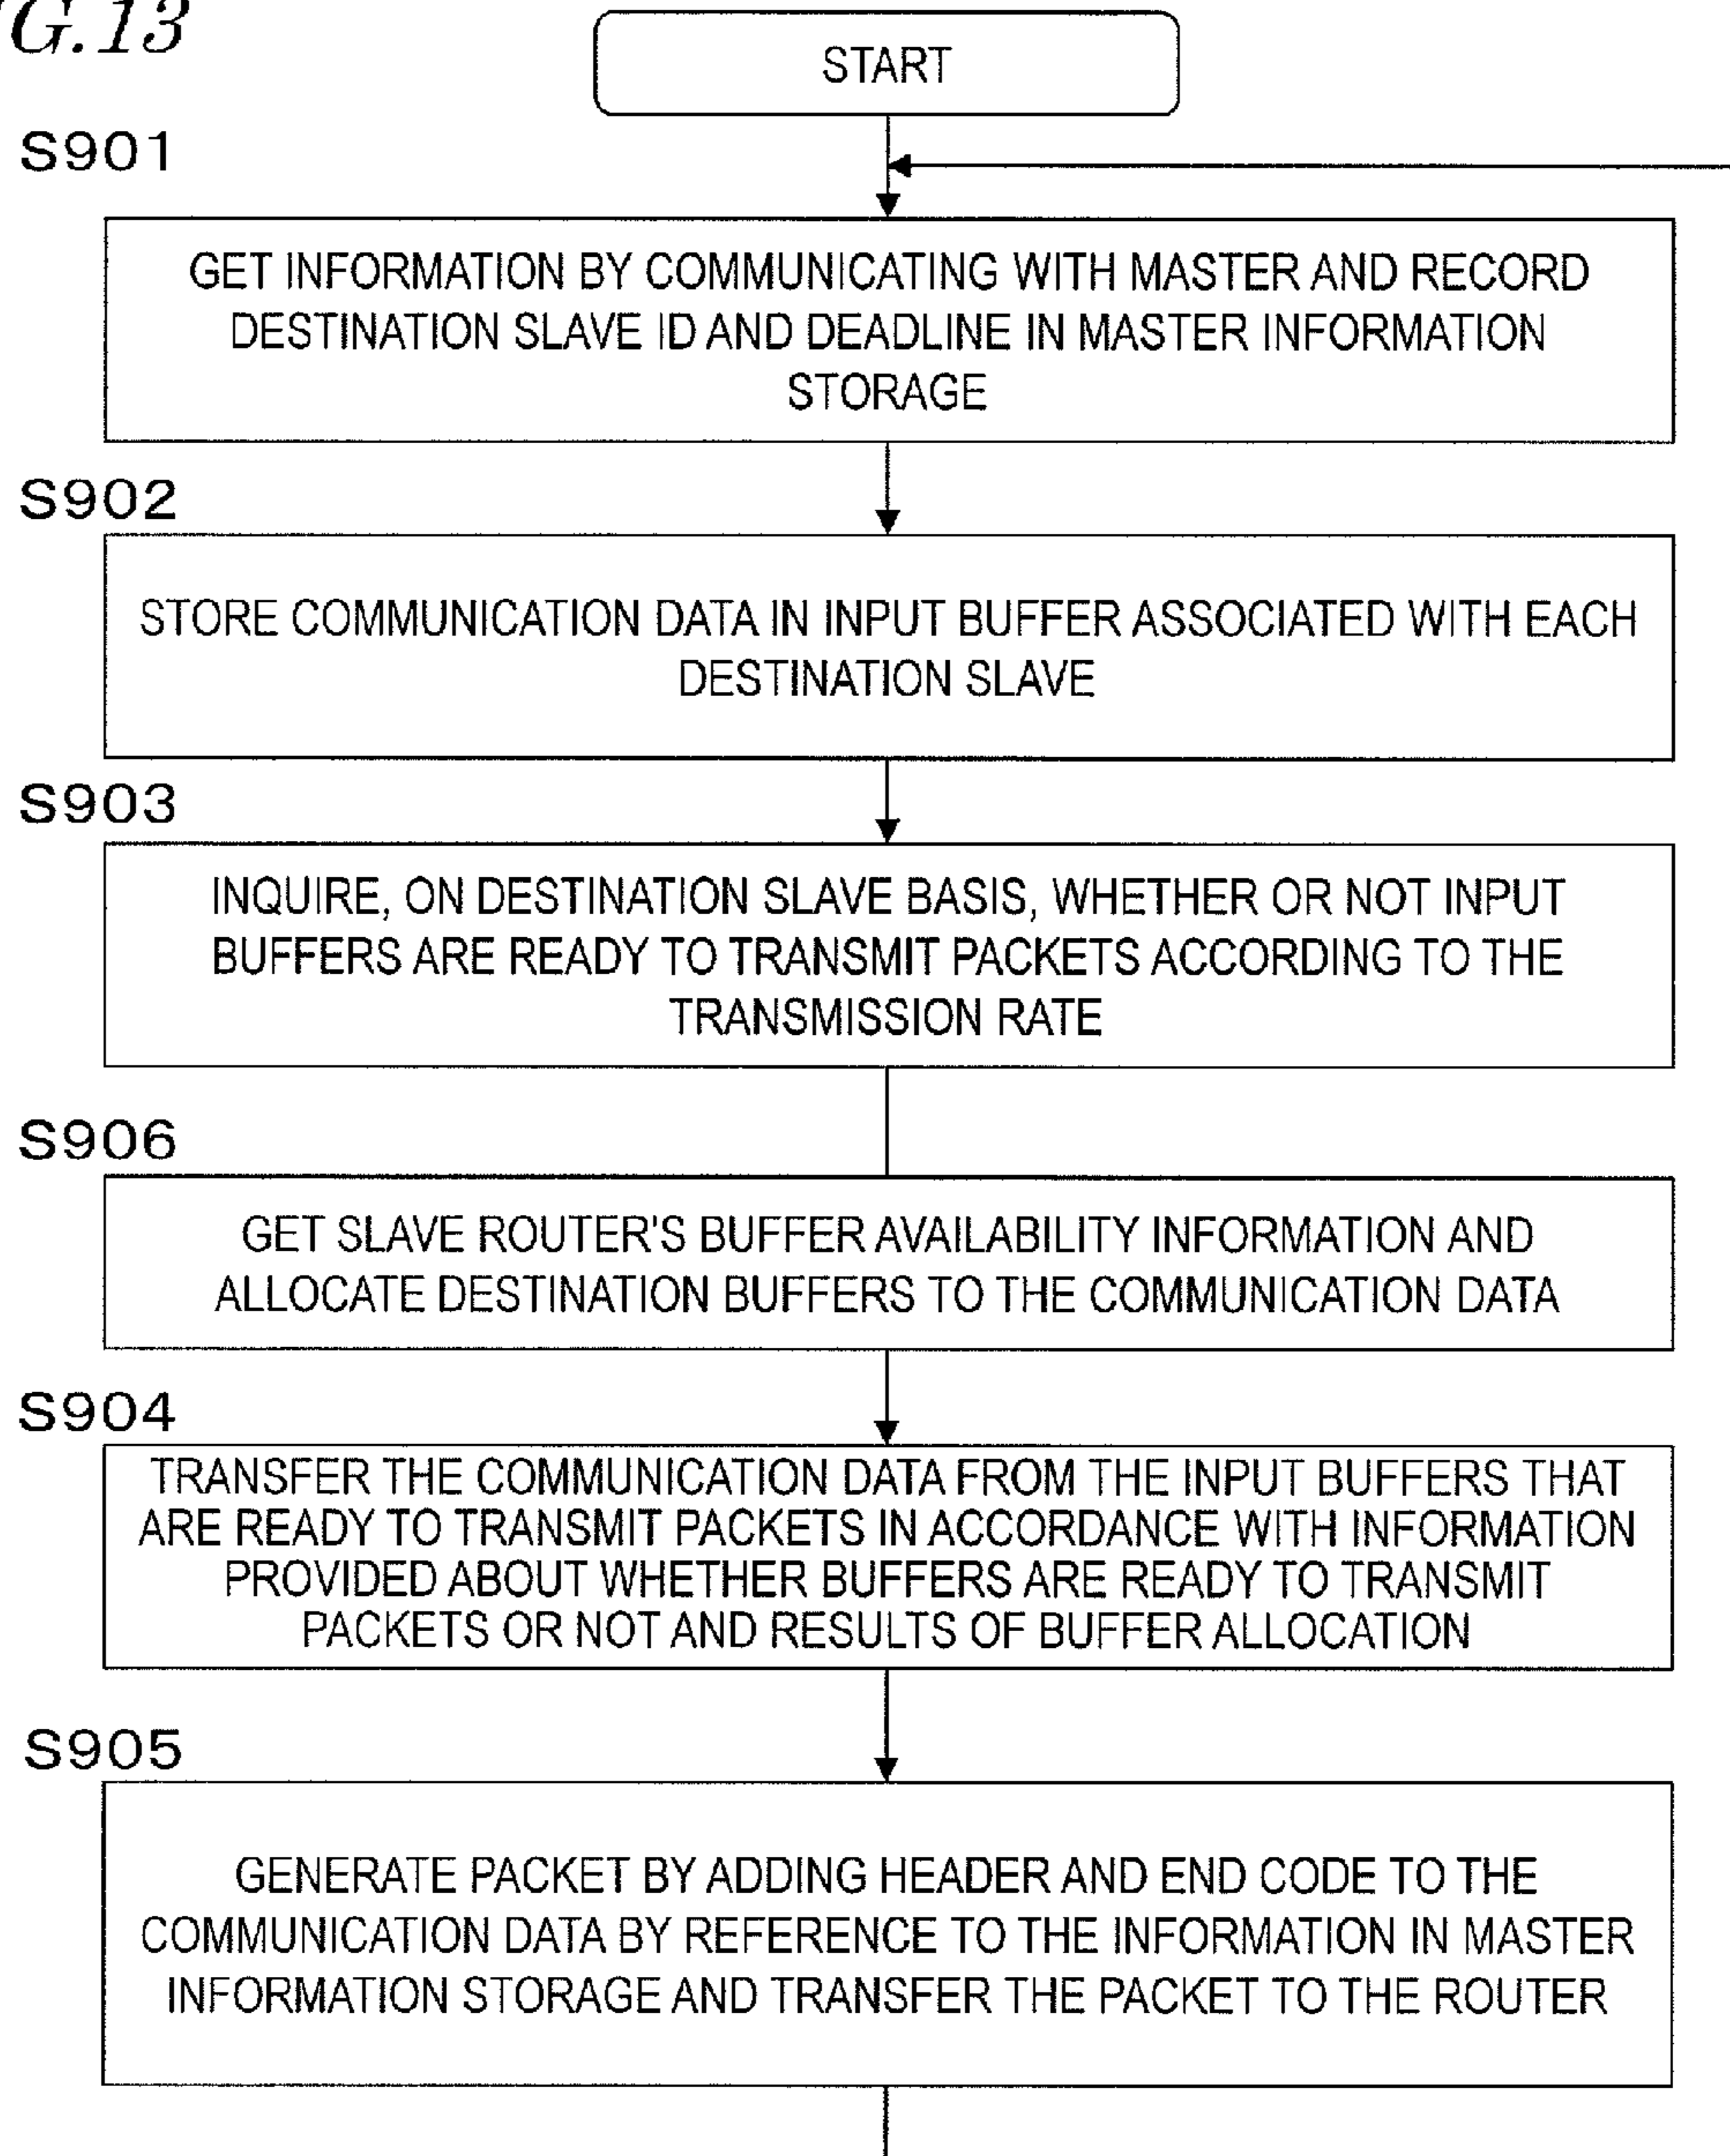 G.13
START
S901
GET INFORMATION BY COMMUNICATING WITH MASTER AND RECORD
DESTINATION SLAVE ID AND DEADLINE IN MASTER INFORMATION
STORAGE
S902
STORE COMMUNICATION DATA IN INPUT BUFFER ASSOCIATED WITH EACH
DESTINATION SLAVE
S903
INQUIRE, ON DESTINATION SLAVE BASIS, WHETHER OR NOT INPUT
BUFFERS ARE READY TO TRANSMIT PACKETS ACCORDING TO THE
TRANSMISSION RATE
S906
GET SLAVE ROUTER'S BUFFER AVAILABILITY INFORMATION AND
ALLOCATE DESTINATION BUFFERS TO THE COMMUNICATION DATA
S904
TRANSFER THE COMMUNICATION DATA FROM THE INPUT BUFFERS THAT
ARE READY TO TRANSMIT PACKETS IN ACCORDANCE WITH INFORMATION
PROVIDED ABOUT WHETHER BUFFERS ARE READY TO TRANSMIT
PACKETS OR NOT AND RESULTS OF BUFFER ALLOCATION
S905
GENERATE PACKET BY ADDING HEADER AND END CODE TO THE
COMMUNICATION DATA BY REFERENCE TO THE INFORMATION IN MASTER
INFORMATION STORAGE AND TRANSFER THE PACKET TO THE ROUTER